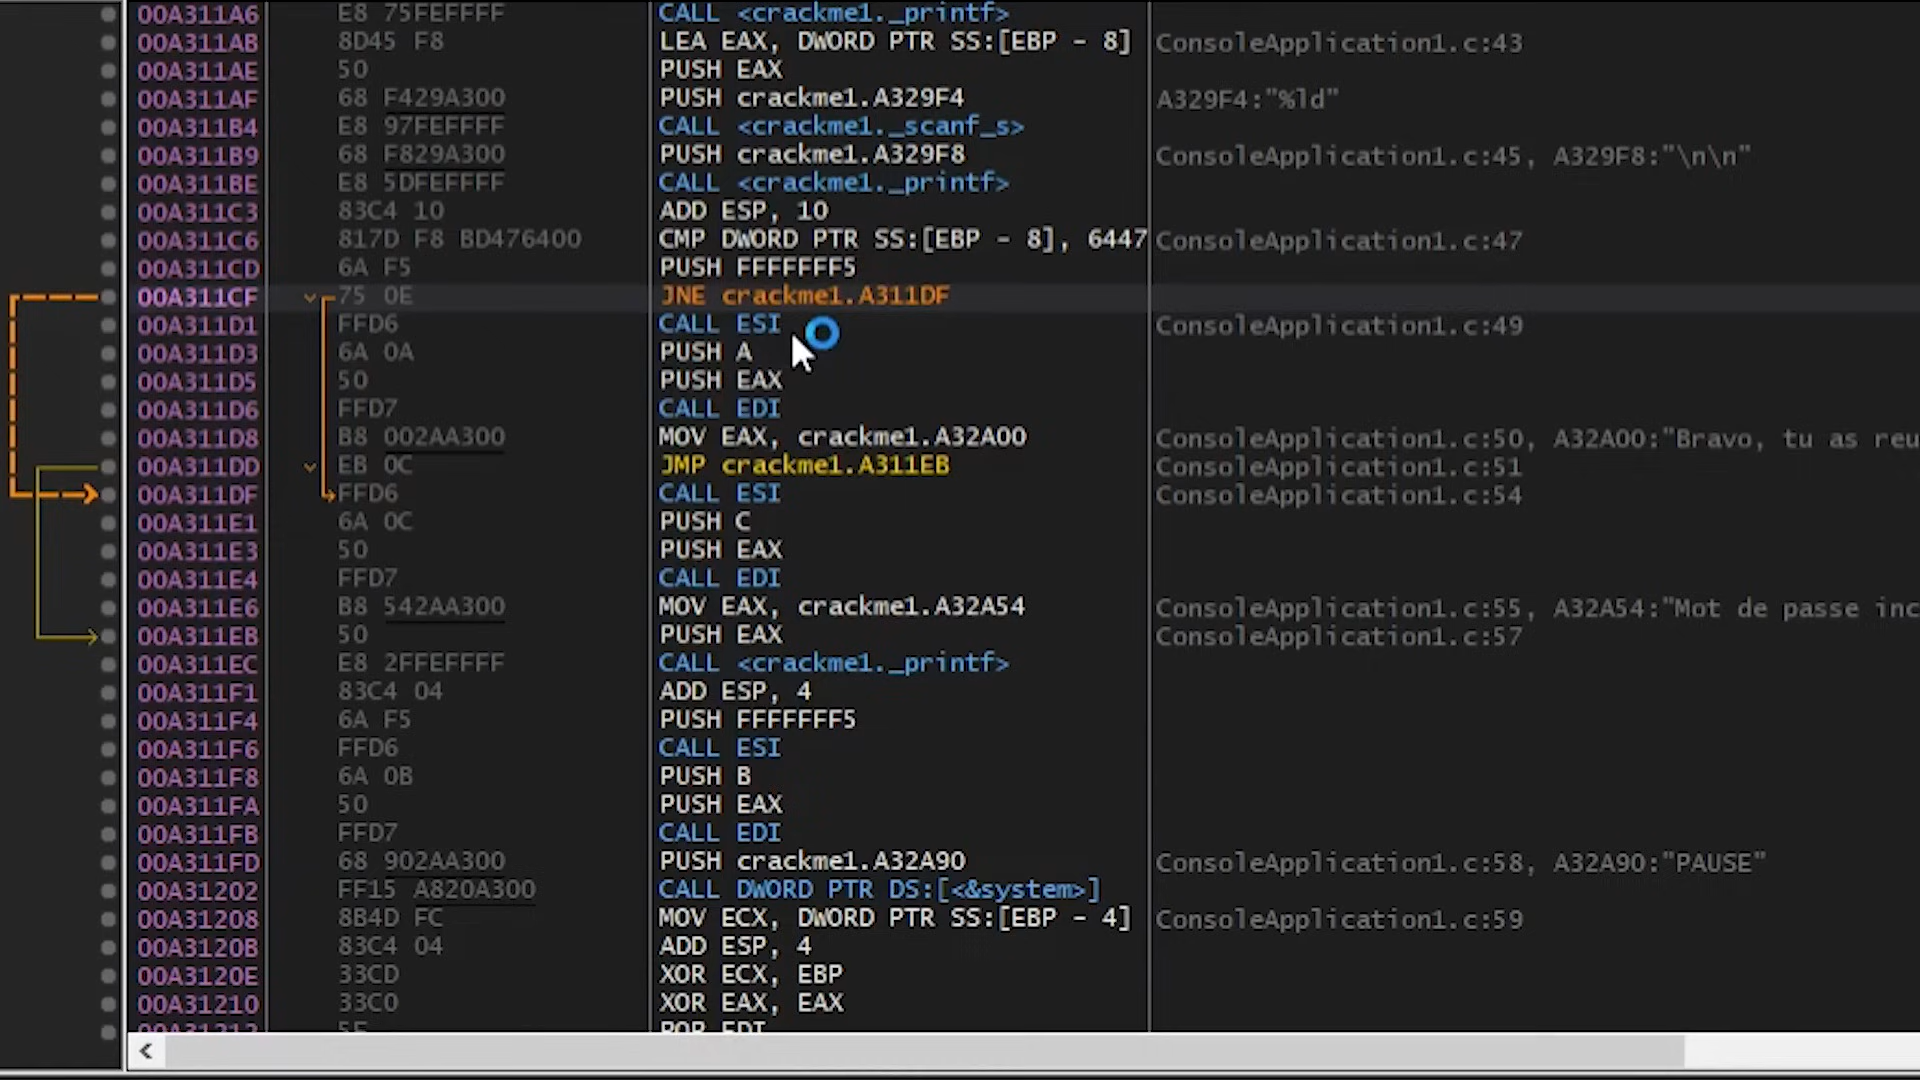 00A311A6 E8 75FEFFFF CALL <crackme1._printf>
00A311AB 8D45 F8 LEA EAX, DWORD PTR SS:[EBP - 8] ConsoleApplication1.c:43
00A311AE 50 PUSH EAX
00A311AF 68 F429A300 PUSH crackme1.A329F4 A329F4:"%ld"
00A311B4 E8 97FEFFFF CALL <crackme1._scanf_s>
00A311B9 68 F829A300 PUSH crackme1.A329F8 ConsoleApplication1.c:45, A329F8:"\n\n"
00A311BE E8 5DFEFFFF CALL <crackme1._printf>
00A311C3 83C4 10 ADD ESP, 10
00A311C6 817D F8 BD476400 CMP DWORD PTR SS:[EBP - 8], 6447 ConsoleApplication1.c:47
00A311CD 6A F5 PUSH FFFFFFF5
00A311CF 75 0E JNE crackme1.A311DF
00A311D1 FFD6 CALL ESI ConsoleApplication1.c:49
00A311D3 6A 0A PUSH A
00A311D5 50 PUSH EAX
00A311D6 FFD7 CALL EDI
00A311D8 B8 002AA300 MOV EAX, crackme1.A32A00 ConsoleApplication1.c:50, A32A00:"Bravo, tu as reu
00A311DD EB 0C JMP crackme1.A311EB ConsoleApplication1.c:51
00A311DF FFD6 CALL ESI ConsoleApplication1.c:54
00A311E1 6A 0C PUSH C
00A311E3 50 PUSH EAX
00A311E4 FFD7 CALL EDI
00A311E6 B8 542AA300 MOV EAX, crackme1.A32A54 ConsoleApplication1.c:55, A32A54:"Mot de passe inc
00A311EB 50 PUSH EAX ConsoleApplication1.c:57
00A311EC E8 2FFEFFFF CALL <crackme1._printf>
00A311F1 83C4 04 ADD ESP, 4
00A311F4 6A F5 PUSH FFFFFFF5
00A311F6 FFD6 CALL ESI
00A311F8 6A 0B PUSH B
00A311FA 50 PUSH EAX
00A311FB FFD7 CALL EDI
00A311FD 68 902AA300 PUSH crackme1.A32A90 ConsoleApplication1.c:58, A32A90:"PAUSE"
00A31202 FF15 A820A300 CALL DWORD PTR DS:[<&system>]
00A31208 8B4D FC MOV ECX, DWORD PTR SS:[EBP - 4] ConsoleApplication1.c:59
00A3120B 83C4 04 ADD ESP, 4
00A3120E 33CD XOR ECX, EBP
00A31210 33C0 XOR EAX, EAX